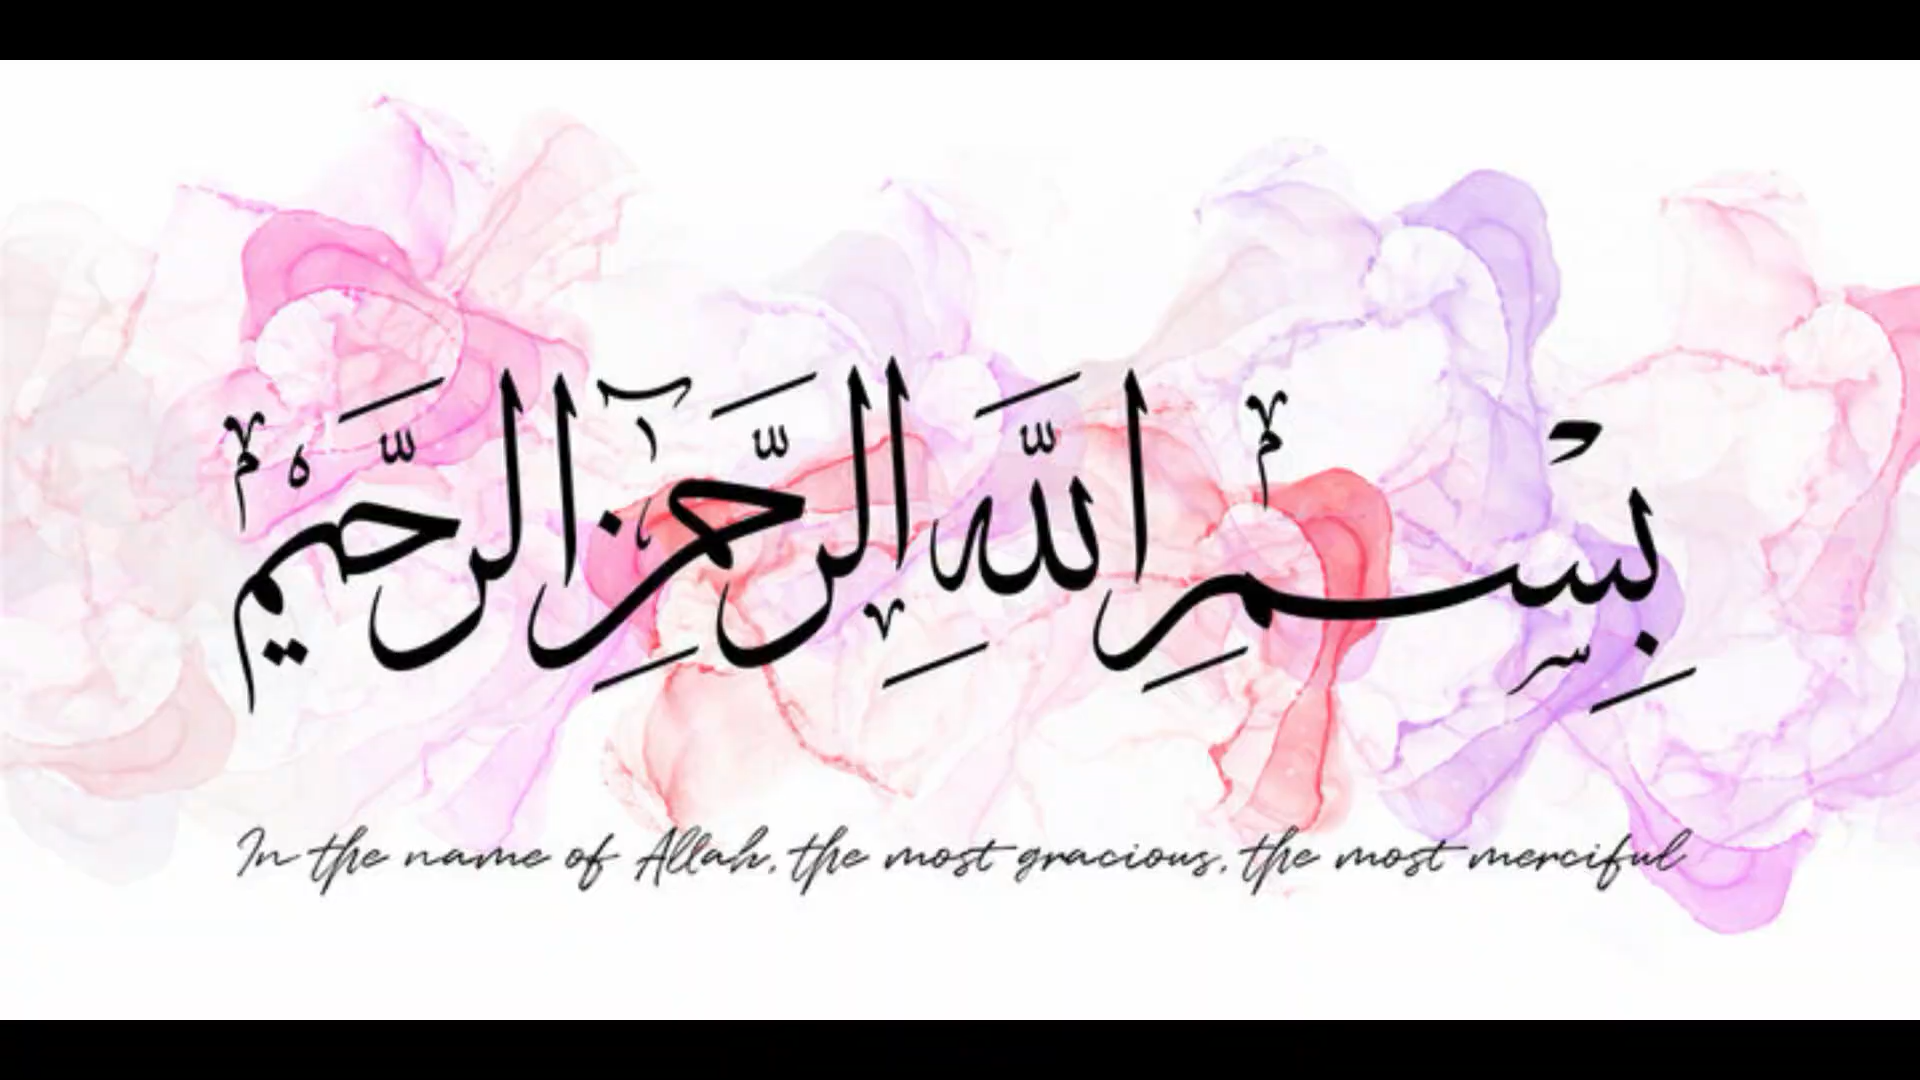 بِسْمِ اللَّهِ الرَّحْمَٰنِ الرَّحِيمِ
In the name of Allah, the most gracious, the most merciful